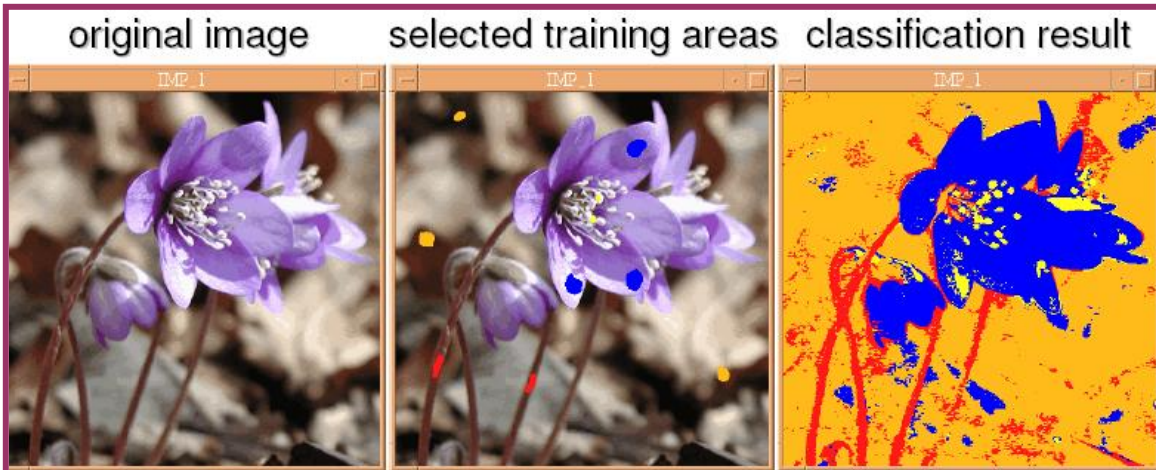 original image
selected training areas
classification result
IMP_1
IMP_1
IMP_1